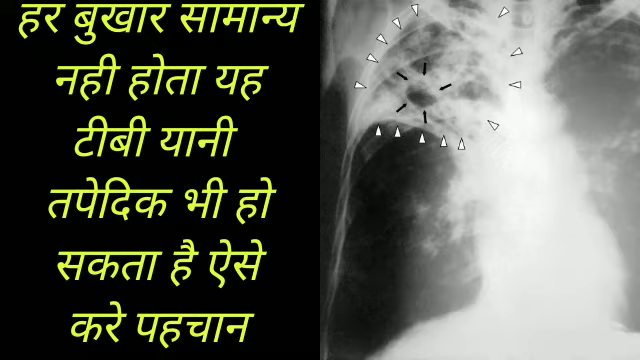 हर बुखार सामान्य
नही होता यह
टीबी यानी
तपेदिक भी हो
सकता है ऐसे
करे पहचान